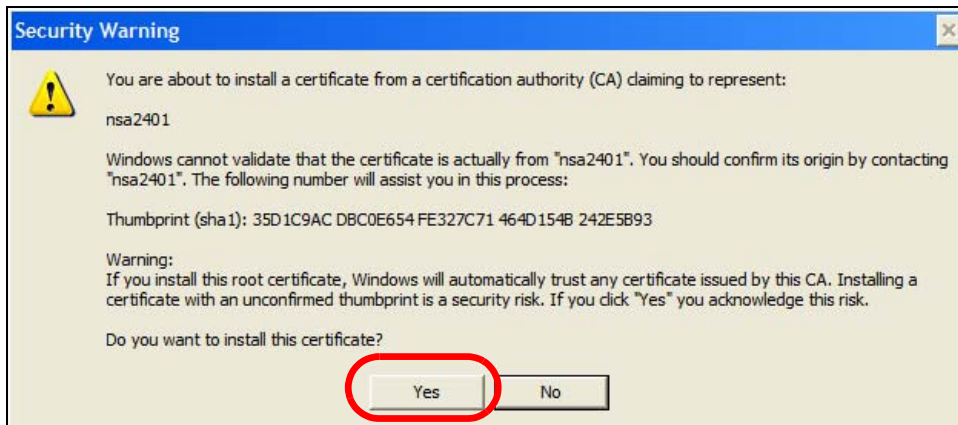 Security Warning
You are about to install a certificate from a certification authority (CA) claiming to represent:
nsa2401
Windows cannot validate that the certificate is actually from "nsa2401". You should confirm its origin by contacting
"nsa2401". The following number will assist you in this process:
Thumbprint (sha1): 35D1C9AC DBC0E654 FE327C71 464D154B 242E5B93
Warning:
If you install this root certificate, Windows will automatically trust any certificate issued by this CA. Installing a
certificate with an unconfirmed thumbprint is a security risk. If you click "Yes" you acknowledge this risk.
Do you want to install this certificate?
Yes No